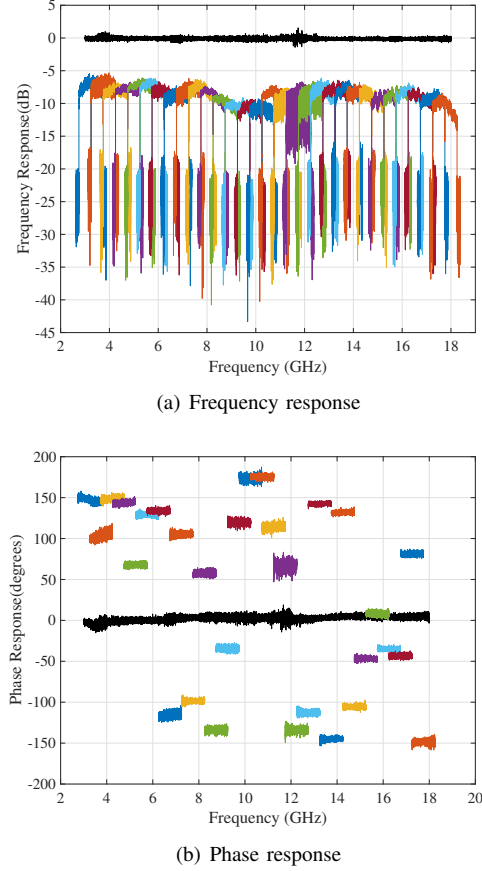 5
0
-5
-10
-15
-20
-25
-30
-35
-40
-45
Frequency Response(dB)
2 4 6 8 10 12 14 16 18
Frequency (GHz)
(a) Frequency response
200
150
100
50
0
-50
-100
-150
-200
Phase Response(degrees)
2 4 6 8 10 12 14 16 18 20
Frequency (GHz)
(b) Phase response